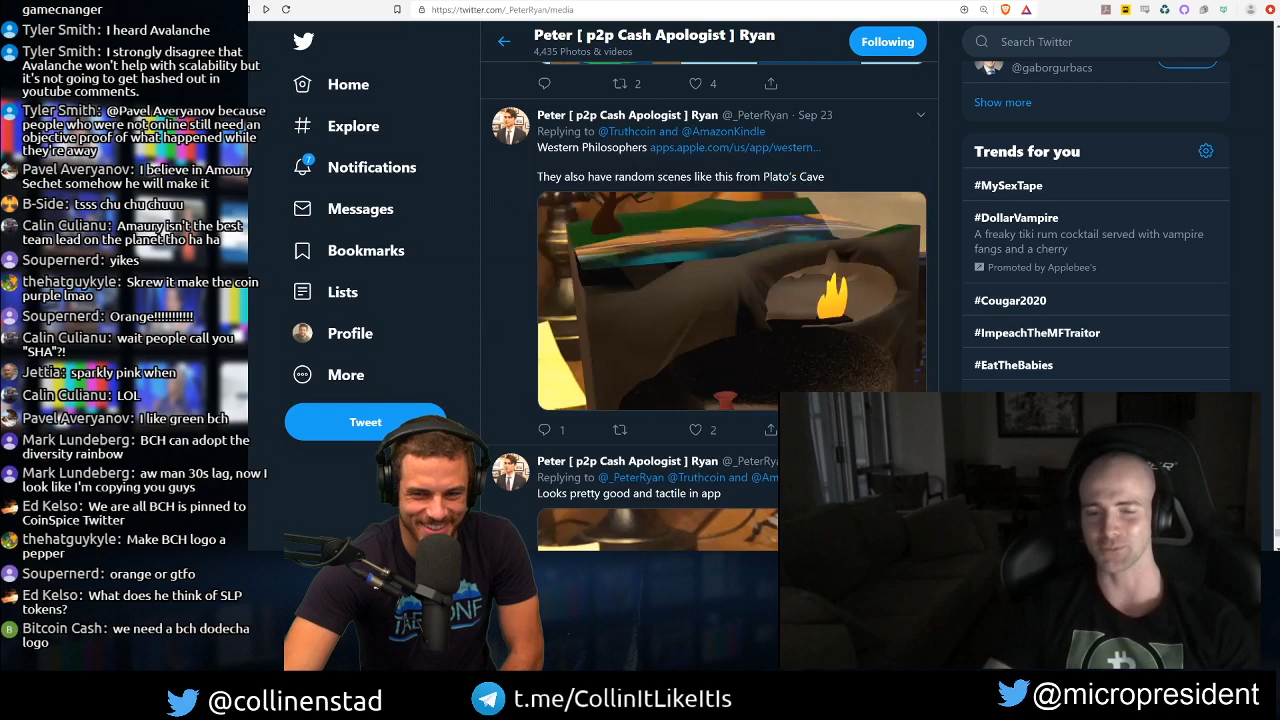 gamecnanger
Tyler Smith: I heard Avalanche
Tyler Smith: I strongly disagree that
Avalanche won't help with scalability but
it's not going to get hashed out in
youtube comments.
Tyler Smith: @Pavel Averyanov because
people who were not online still need an
objective proof of what happened while
they're away
Pavel Averyanov: I believe in Amoury
Sechet somehow he will make it
B-Side: tsss chu chu chuuu
Calin Culianu: Amaury isn't the best
team lead on the planet tho ha ha
Soupernerd: yikes
thehatguykyle: Skrew it make the coin
purple lmao
Soupernerd: Orange!!!!!!!!!!!
Calin Culianu: wait people call you
"SHA"?!
Jettia: sparkly pink when
Calin Culianu: LOL
Pavel Averyanov: I like green bch
Mark Lundeberg: BCH can adopt the
diversity rainbow
Mark Lundeberg: aw man 30s lag, now I
look like I'm copying you guys
Ed Kelso: We are all BCH is pinned to
CoinSpice Twitter
thehatguykyle: Make BCH logo a
pepper
Soupernerd: orange or gtfo
Ed Kelso: What does he think of SLP
tokens?
B
Bitcoin Cash: we need a bch dodecha
logo
https://twitter.com/_PeterRyan/media
Home
Explore
7
Notifications
Messages
Bookmarks
Lists
Profile
More
Tweet
Peter [ p2p Cash Apologist ] Ryan
4,435 Photos & videos
Following
2
4
Peter [ p2p Cash Apologist ] Ryan @_PeterRyan · Sep 23
Replying to @Truthcoin and @AmazonKindle
Western Philosophers apps.apple.com/us/app/western...
They also have random scenes like this from Plato's Cave
1
2
Peter [ p2p Cash Apologist ] Ryan @_PeterRya
Replying to @_PeterRyan @Truthcoin and @Am
Looks pretty good and tactile in app
Search Twitter
@gaborgurbacs
Show more
Trends for you
#MySexTape
#DollarVampire
A freaky tiki rum cocktail served with vampire
fangs and a cherry
Promoted by Applebee's
#Cougar2020
#ImpeachTheMFTraitor
#EatTheBabies
@collinenstad
t.me/CollinItLikeItIs
@micropresident